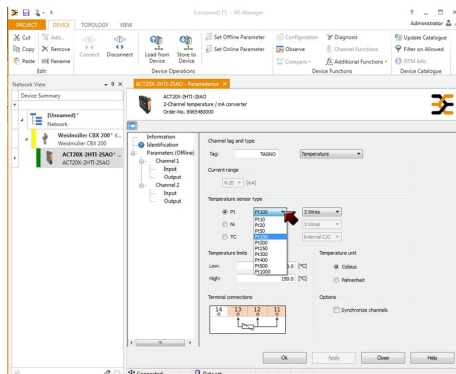 [Unnamed] (*) - WI-Manager
PROJECT DEVICE TOPOLOGY VIEW Administrator
Cut Add...
Copy Remove
Paste Rename
Edit
Connect Disconnect
Load from Device Store to Device
Set Offline Parameter
Set Online Parameter
Device Operations
Configuration Diagnosis
Observe Channel Functions
Compare Additional Functions
Device Functions
Update Catalogue
Filter on Allowed
DTM Info
Device Catalogue
Network View
Device Summary
[Unnamed]*
Network
Weidmüller CBX 200* /...
Weidmüller CBX 200
ACT20X-2HTI-2SAO* ...
ACT20X-2HTI-2SAO
ACT20X-2HTI-2SAO - Parameterize
ACT20X-2HTI-2SAO
2-Channel temperature / mA converter
Order-No. 8965480000
Information
Identification
Parameters (Offline)
Channel 1
Input
Output
Channel 2
Input
Output
Channel tag and type
Tag: TAGNO Temperature
Current range
4-20 [mA]
Temperature sensor type
Pt Pt100 3 Wires
Ni 3 Wires
TC Internal CJC
Pt10
Pt20
Pt50
Pt100
Pt200
Pt250
Pt300
Pt400
Pt500
Pt1000
Temperature limits
Low: .0 [°C]
High: 150.0 [°C]
Temperature unit
Celsius
Fahrenheit
Terminal connections
14 13 12 11
Options
Synchronize channels
Ok Apply Close Help
Connected Data set